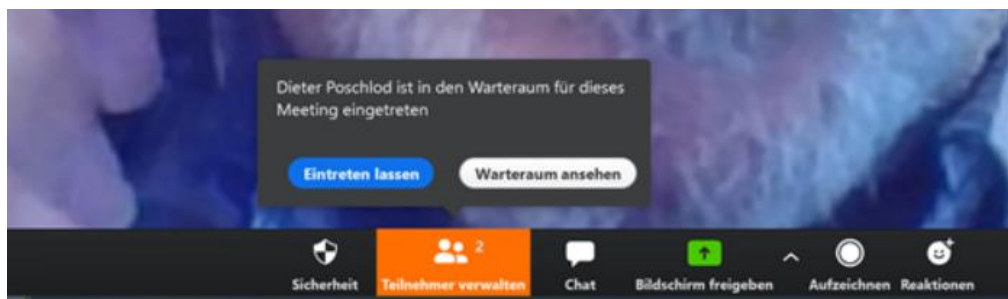 Dieter Poschlod ist in den Warteraum für dieses
Meeting eingetreten
Eintreten lassen
Warteraum ansehen
2
Sicherheit
Teilnehmer verwalten
Chat
Bildschirm freigeben
Aufzeichnen
Reaktionen